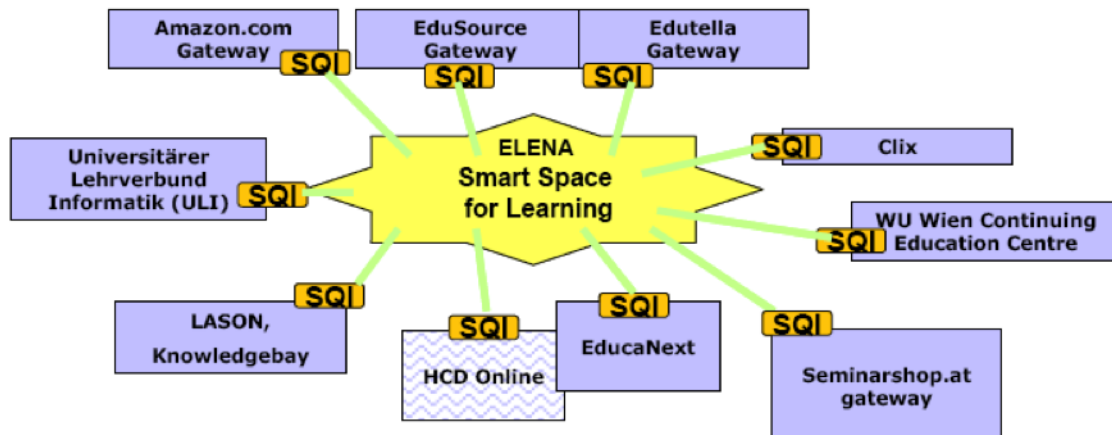 Amazon.com
Gateway
SQI
EduSource
Gateway
SQI
Edutella
Gateway
SQI
ELENA
Smart Space
for Learning
SQI
Clix
Universitärer
Lehrverbund
Informatik (ULI)
SQI
WU Wien Continuing
Education Centre
SQI
SQI
LASON,
Knowledgebay
SQI
HCD Online
SQI
EducaNext
SQI
Seminarshop.at
gateway